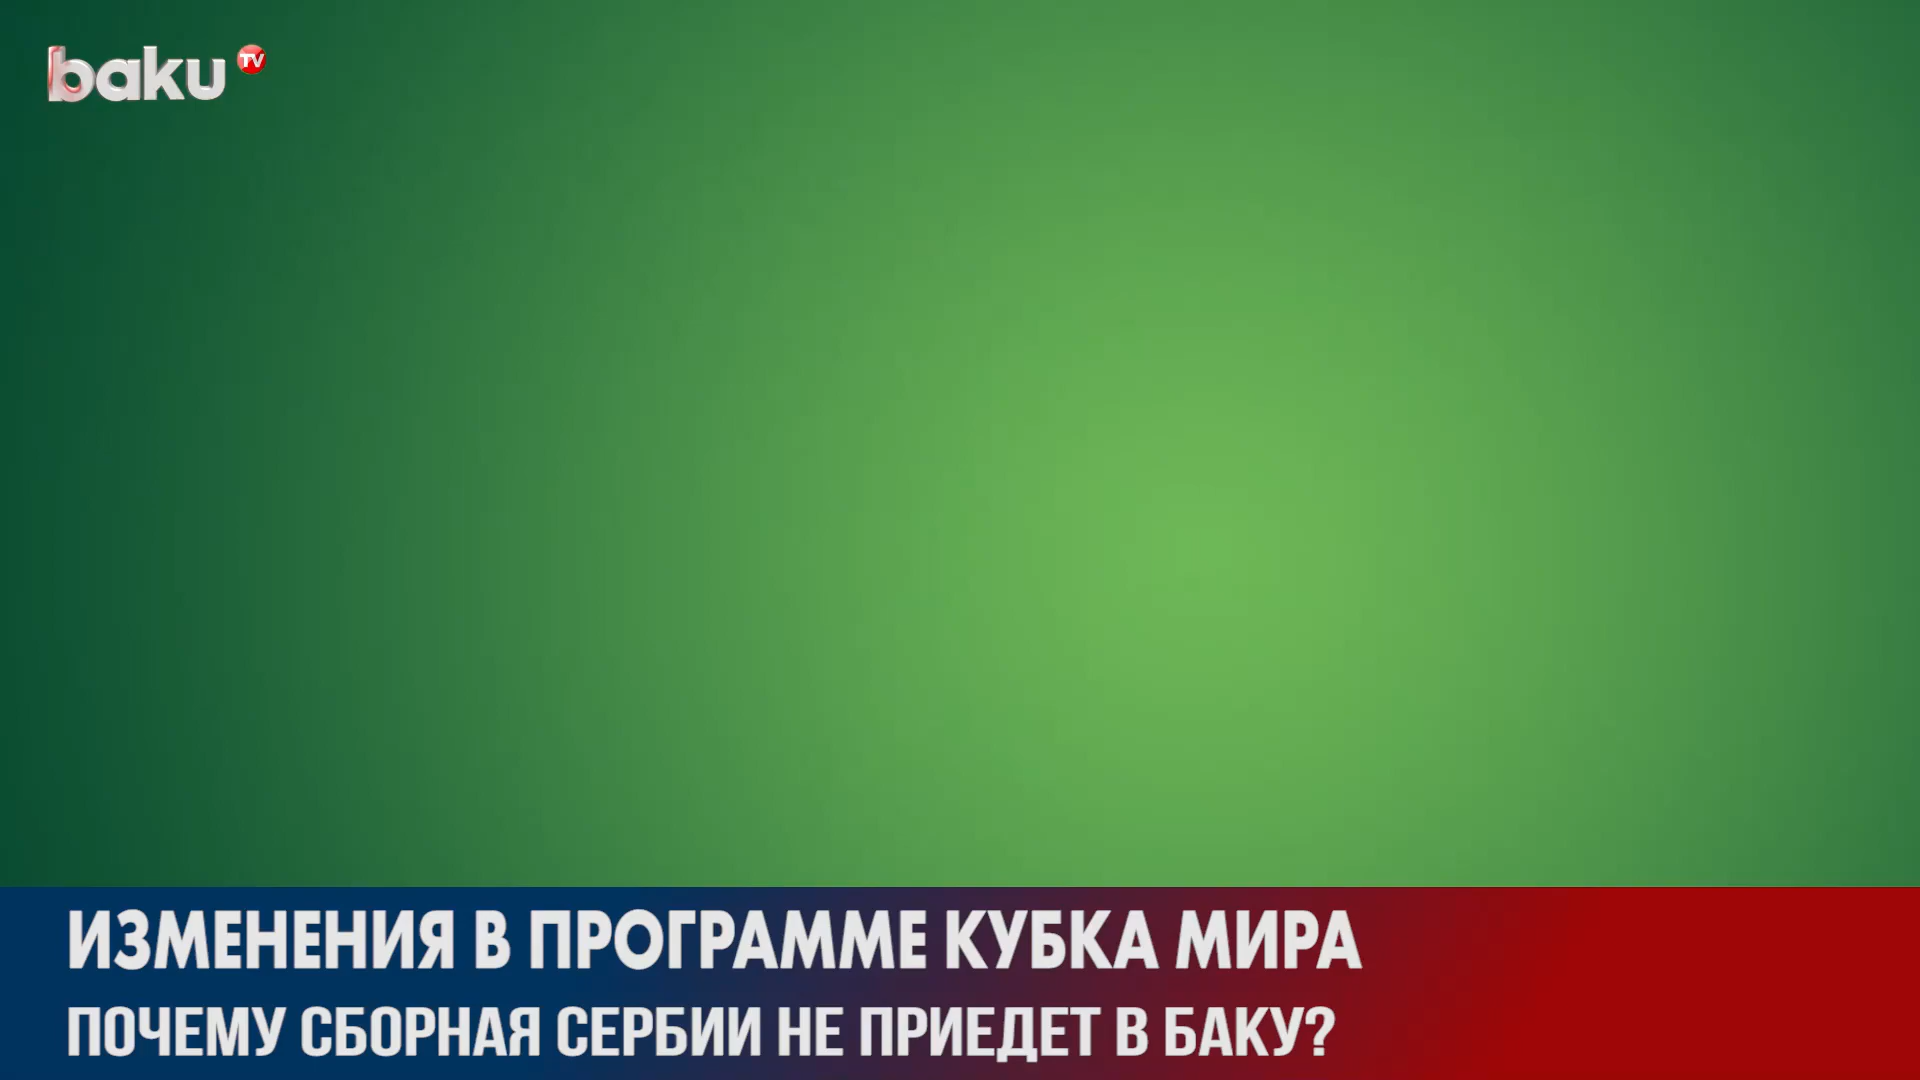 baku TV
ИЗМЕНЕНИЯ В ПРОГРАММЕ КУБКА МИРА
ПОЧЕМУ СБОРНАЯ СЕРБИИ НЕ ПРИЕДЕТ В БАКУ?